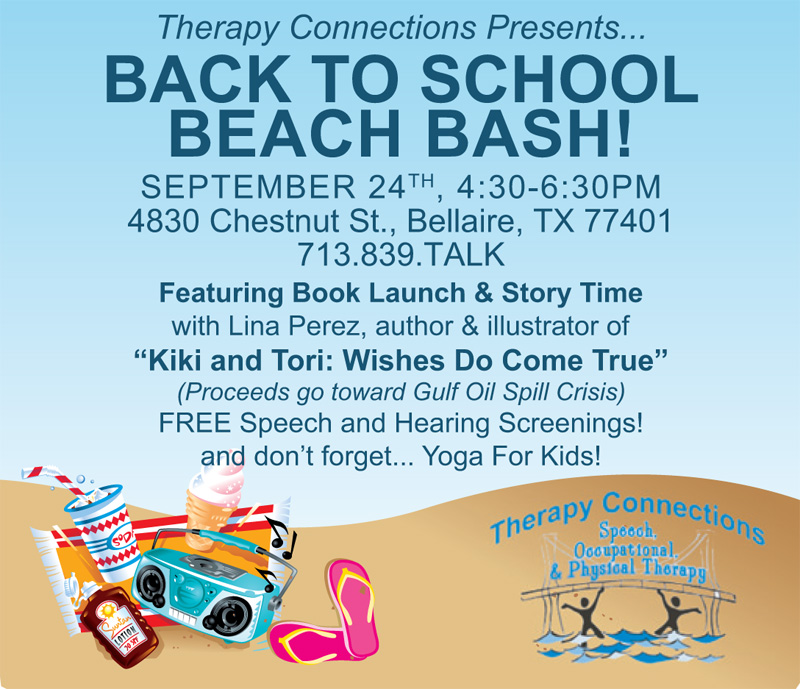 Therapy Connections Presents...
BACK TO SCHOOL
BEACH BASH!
SEPTEMBER 24TH, 4:30-6:30PM
4830 Chestnut St., Bellaire, TX 77401
713.839.TALK
Featuring Book Launch & Story Time
with Lina Perez, author & illustrator of
“Kiki and Tori: Wishes Do Come True”
(Proceeds go toward Gulf Oil Spill Crisis)
FREE Speech and Hearing Screenings!
and don’t forget... Yoga For Kids!
Therapy Connections
Speech,
Occupational,
& Physical Therapy
SODA
LOTION